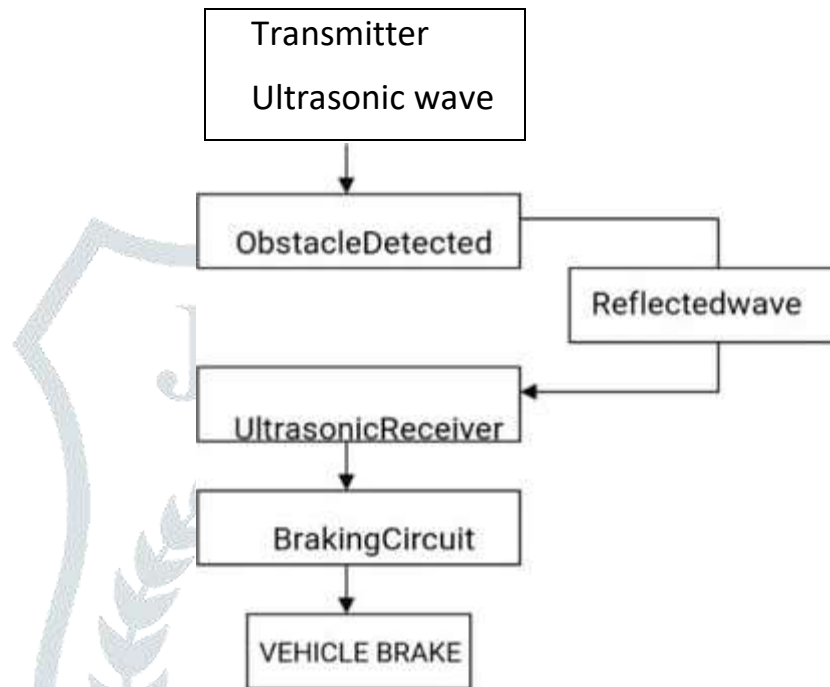 Transmitter
Ultrasonic wave
ObstacleDetected
Reflectedwave
UltrasonicReceiver
BrakingCircuit
VEHICLE BRAKE
J